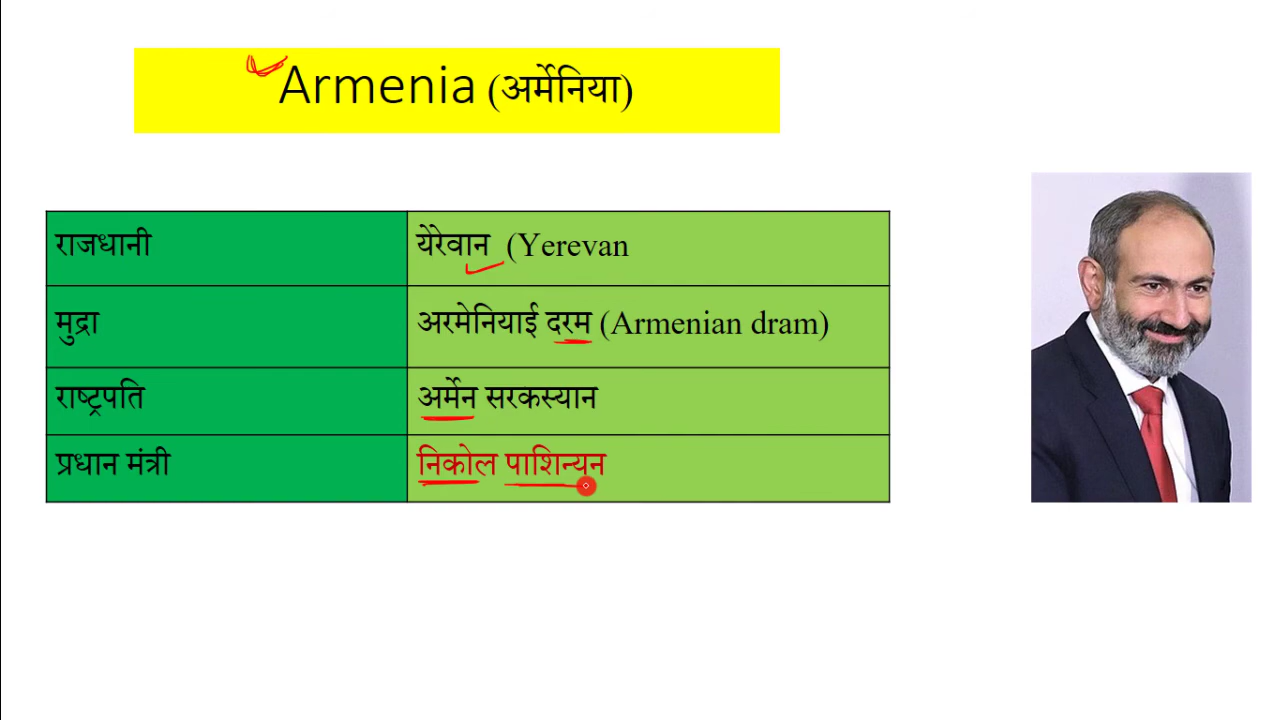 Armenia (अर्मेनिया)
राजधानी येरेवान (Yerevan
मुद्रा अरमेनियाई दरम (Armenian dram)
राष्ट्रपति अर्मेन सरकस्यान
प्रधान मंत्री निकोल पाशिन्यन